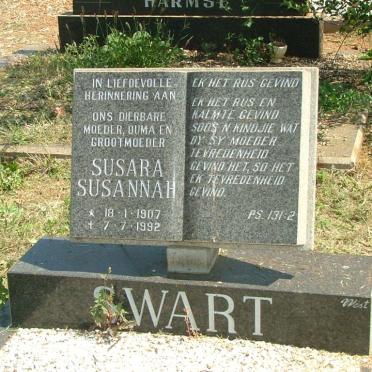 HARMSE
IN LIEFDEVOLLE
HERINNERING AAN
ONS DIERBARE
MOEDER, OUMA EN
GROOTMOEDER
SUSARA
SUSANNAH
* 18-1-1907
† 7-7-1992
EK HET RUS GEVIND
EK HET RUS EN
KALMTE GEVIND
SOOS 'N KINDJIE WAT
BY SY MOEDER
TEVREDENHEID
GEVIND HET, SO HET
EK TEVREDENHEID
GEVIND.
PS. 131-2
SWART
West